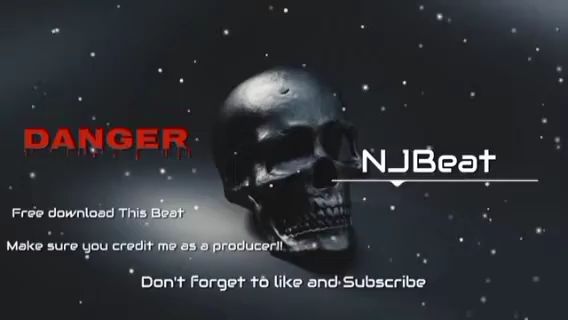 DANGER
NJBeat
Free download This Beat
Make sure you credit me as a producer!!
Don't forget to like and Subscribe